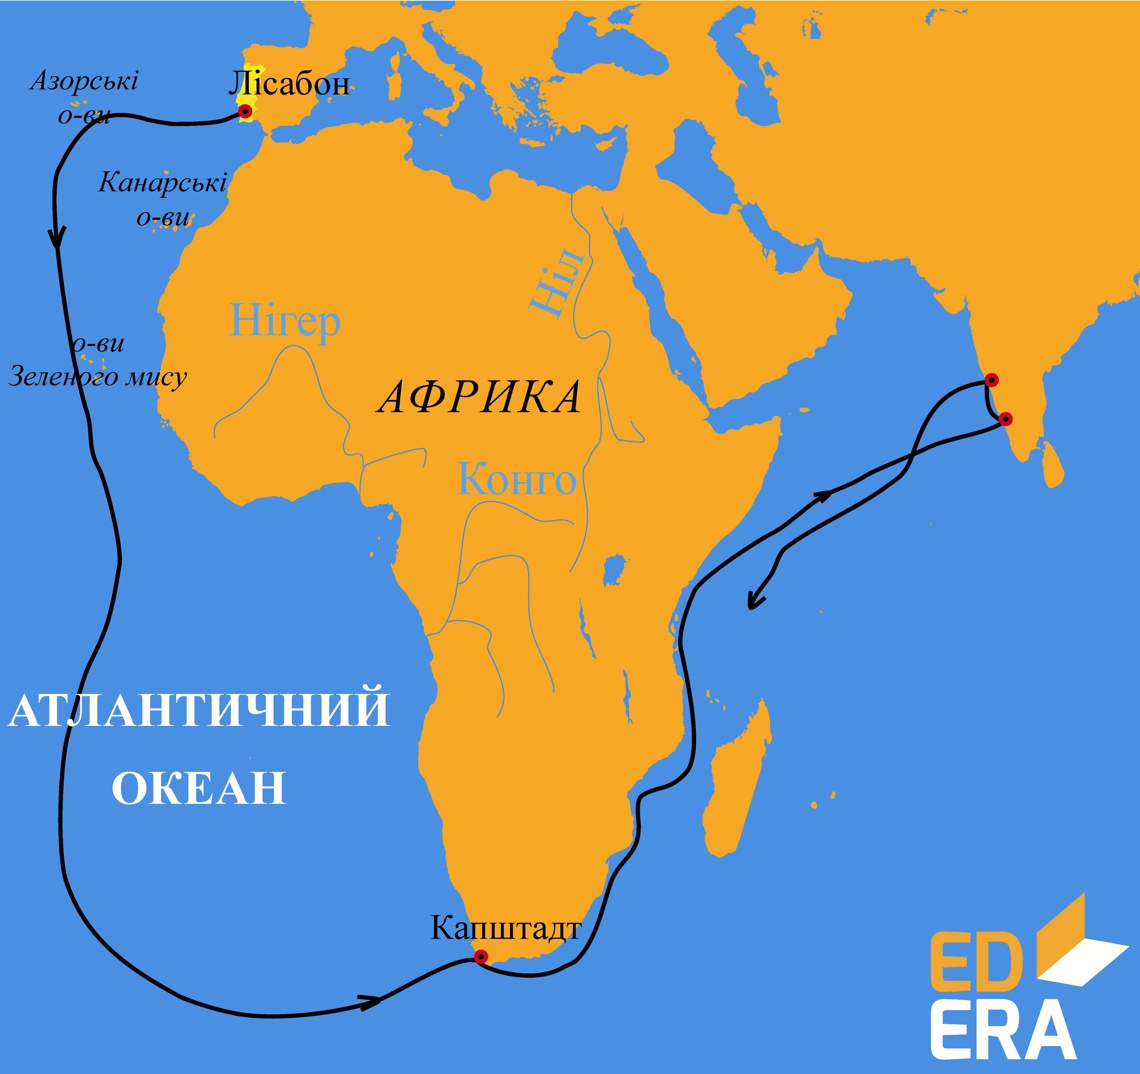 Лісабон
Азорські
о-ви
Канарські
о-ви
Ніл
Нігер
о-ви
Зеленого мису
АФРИКА
Конго
АТЛАНТИЧНИЙ
ОКЕАН
Капштадт
ED
ERA